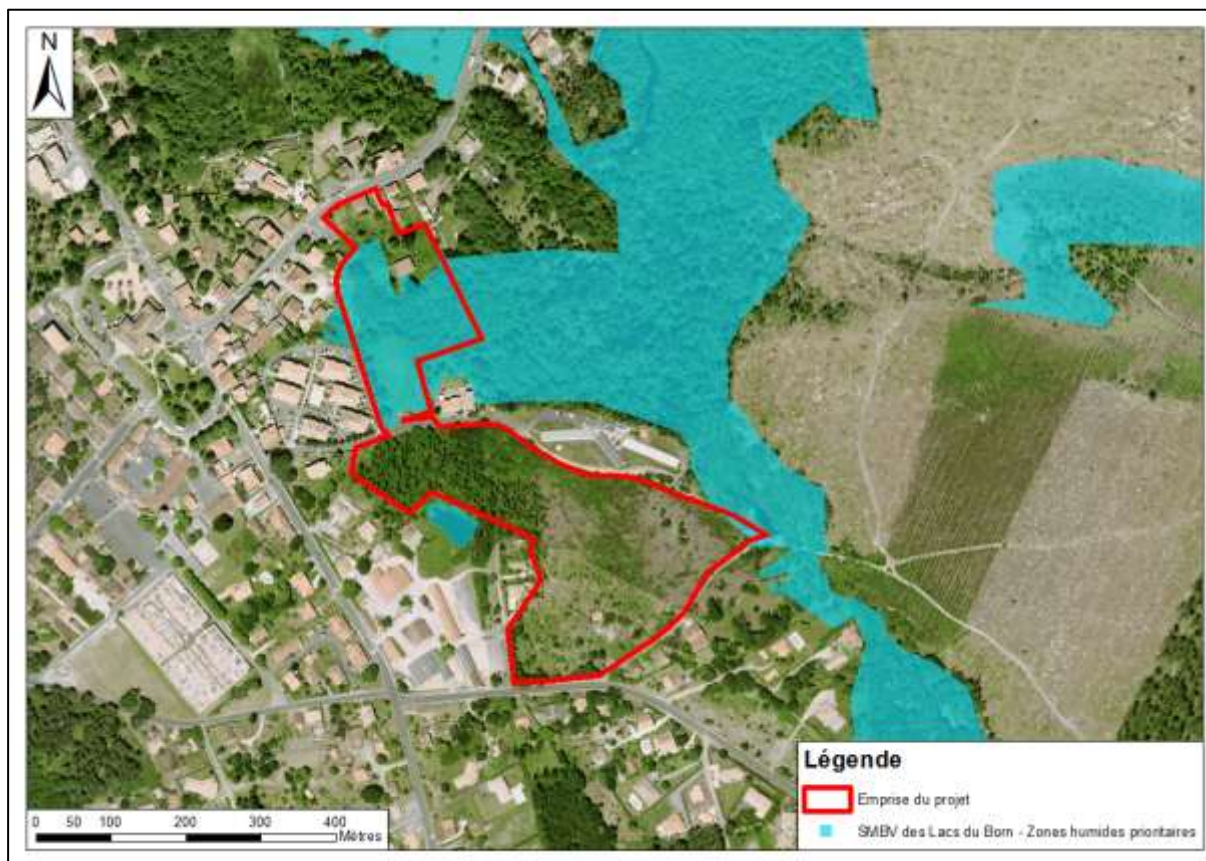 N
Légende
Emprise du projet
SMBV des Lacs du Born - Zones humides prioritaires
0 50 100 200 300 400
Mètres